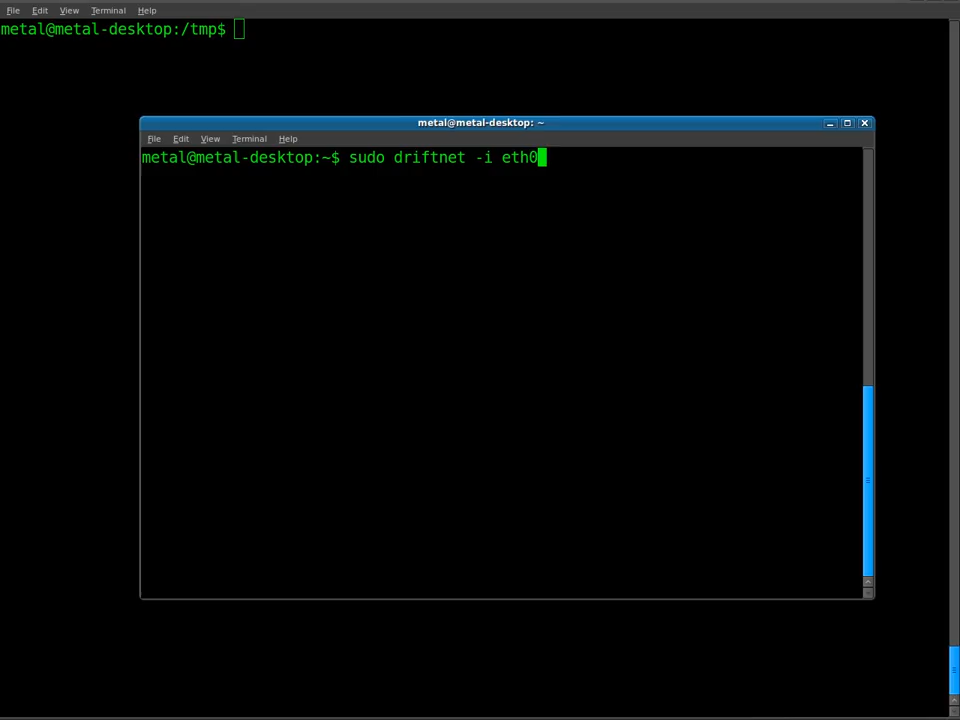 File Edit View Terminal Help
metal@metal-desktop:/tmp$
metal@metal-desktop: ~
File Edit View Terminal Help
metal@metal-desktop:~$ sudo driftnet -i eth0